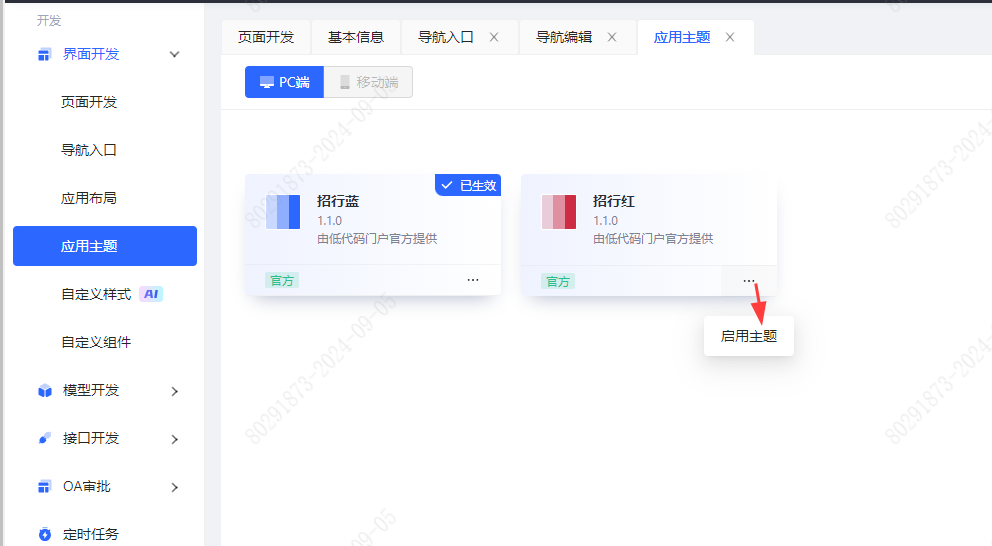 开发
界面开发
页面开发
导航入口
应用布局
应用主题
自定义样式 AI
自定义组件
模型开发
接口开发
OA审批
定时任务
页面开发 基本信息 导航入口 导航编辑 应用主题
PC端 移动端
已生效
招行蓝
1.1.0
由低代码门户官方提供
官方
招行红
1.1.0
由低代码门户官方提供
官方
启用主题
80291873-2024-09-05
80291873-2024-09-05